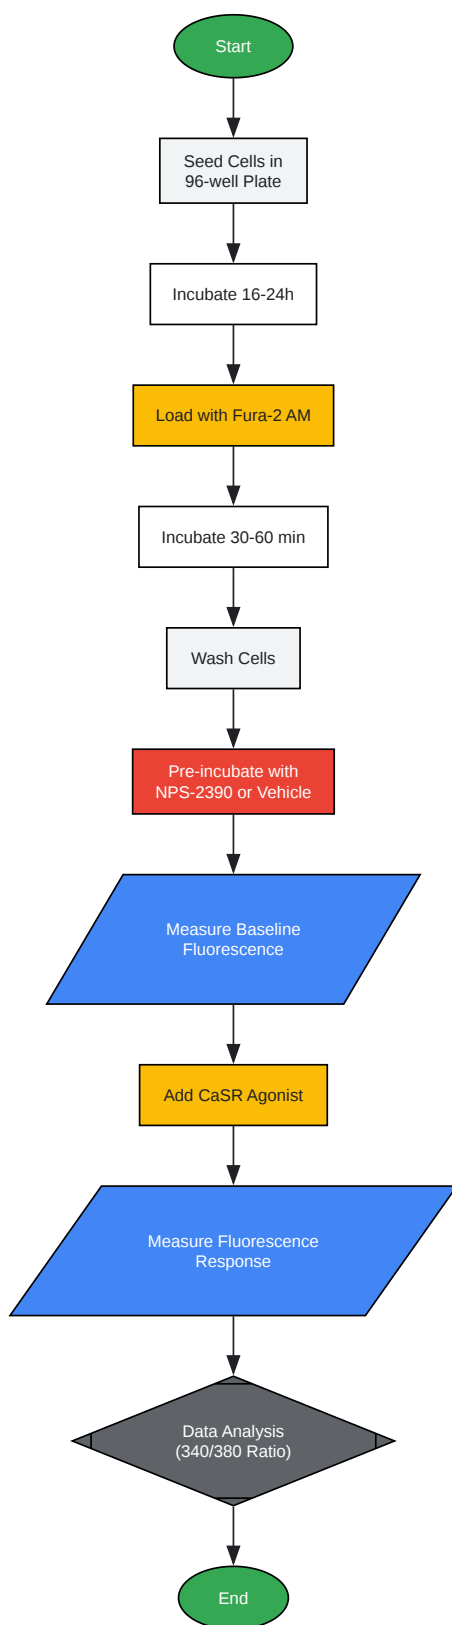 Start
Seed Cells in
96-well Plate
Incubate 16-24h
Load with Fura-2 AM
Incubate 30-60 min
Wash Cells
Pre-incubate with
NPS-2390 or Vehicle
Measure Baseline
Fluorescence
Add CaSR Agonist
Measure Fluorescence
Response
Data Analysis
(340/380 Ratio)
End